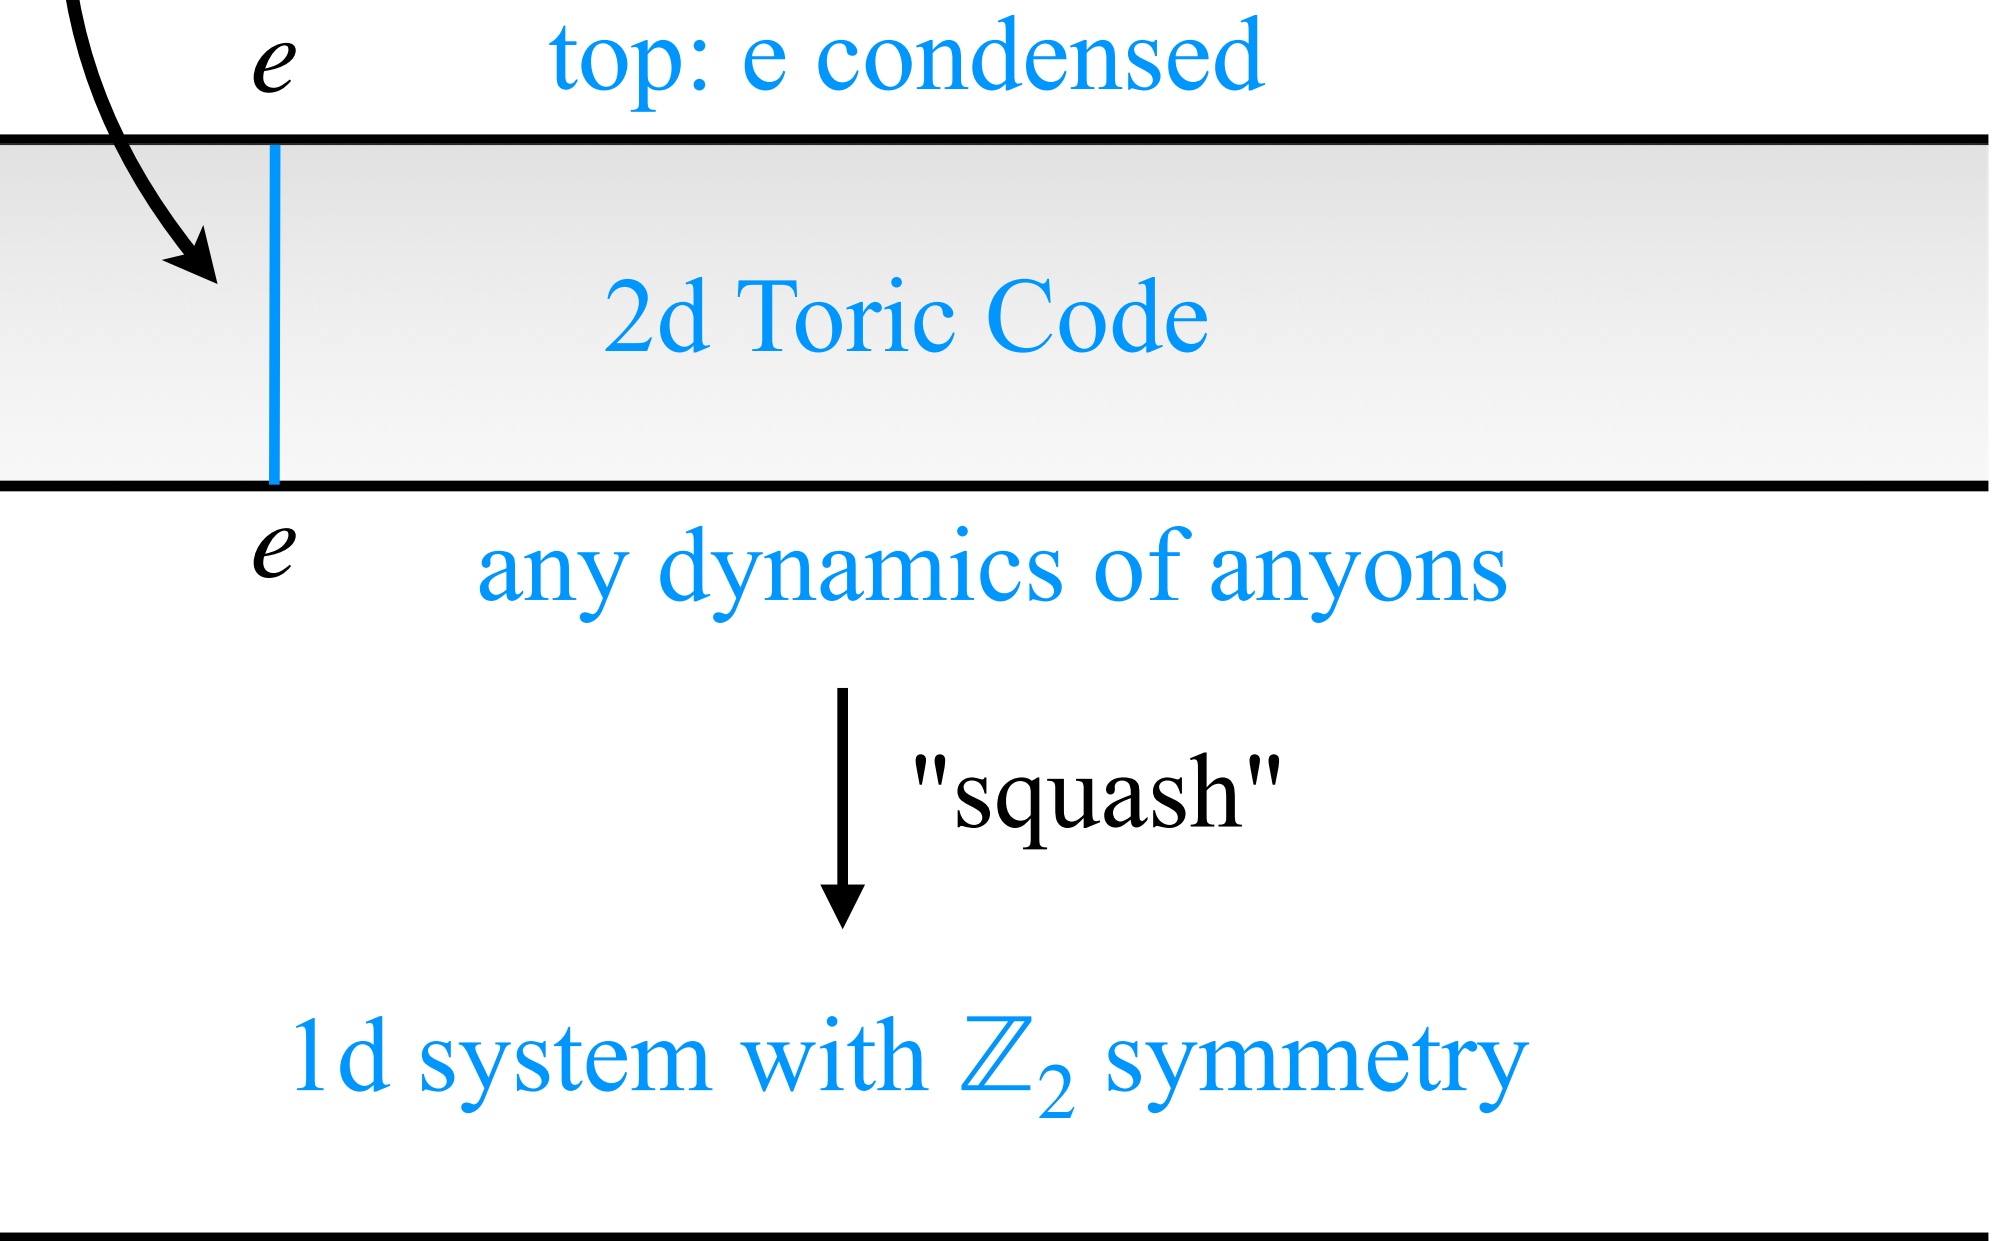 e
top: e condensed
2d Toric Code
e
any dynamics of anyons
"squash"
1d system with ℤ₂ symmetry